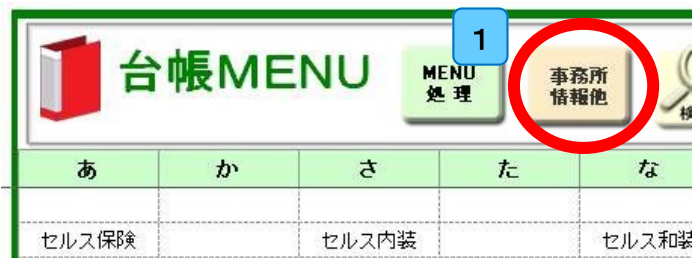 台帳MENU
MENU
処理
1
事務所
情報他
あ か さ た な
セルス保険 セルス内装 セルス和装